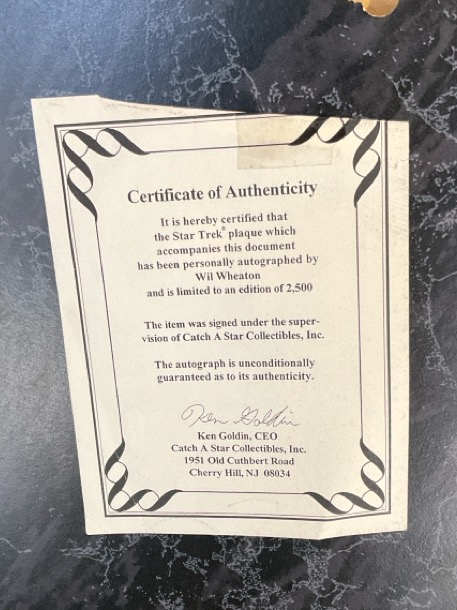 Certificate of Authenticity
It is hereby certified that
the Star Trek® plaque which
accompanies this document
has been personally autographed by
Wil Wheaton
and is limited to an edition of 2,500
The item was signed under the super-
vision of Catch A Star Collectibles, Inc.
The autograph is unconditionally
guaranteed as to its authenticity.
Ken Goldin
Ken Goldin, CEO
Catch A Star Collectibles, Inc.
1951 Old Cuthbert Road
Cherry Hill, NJ 08034